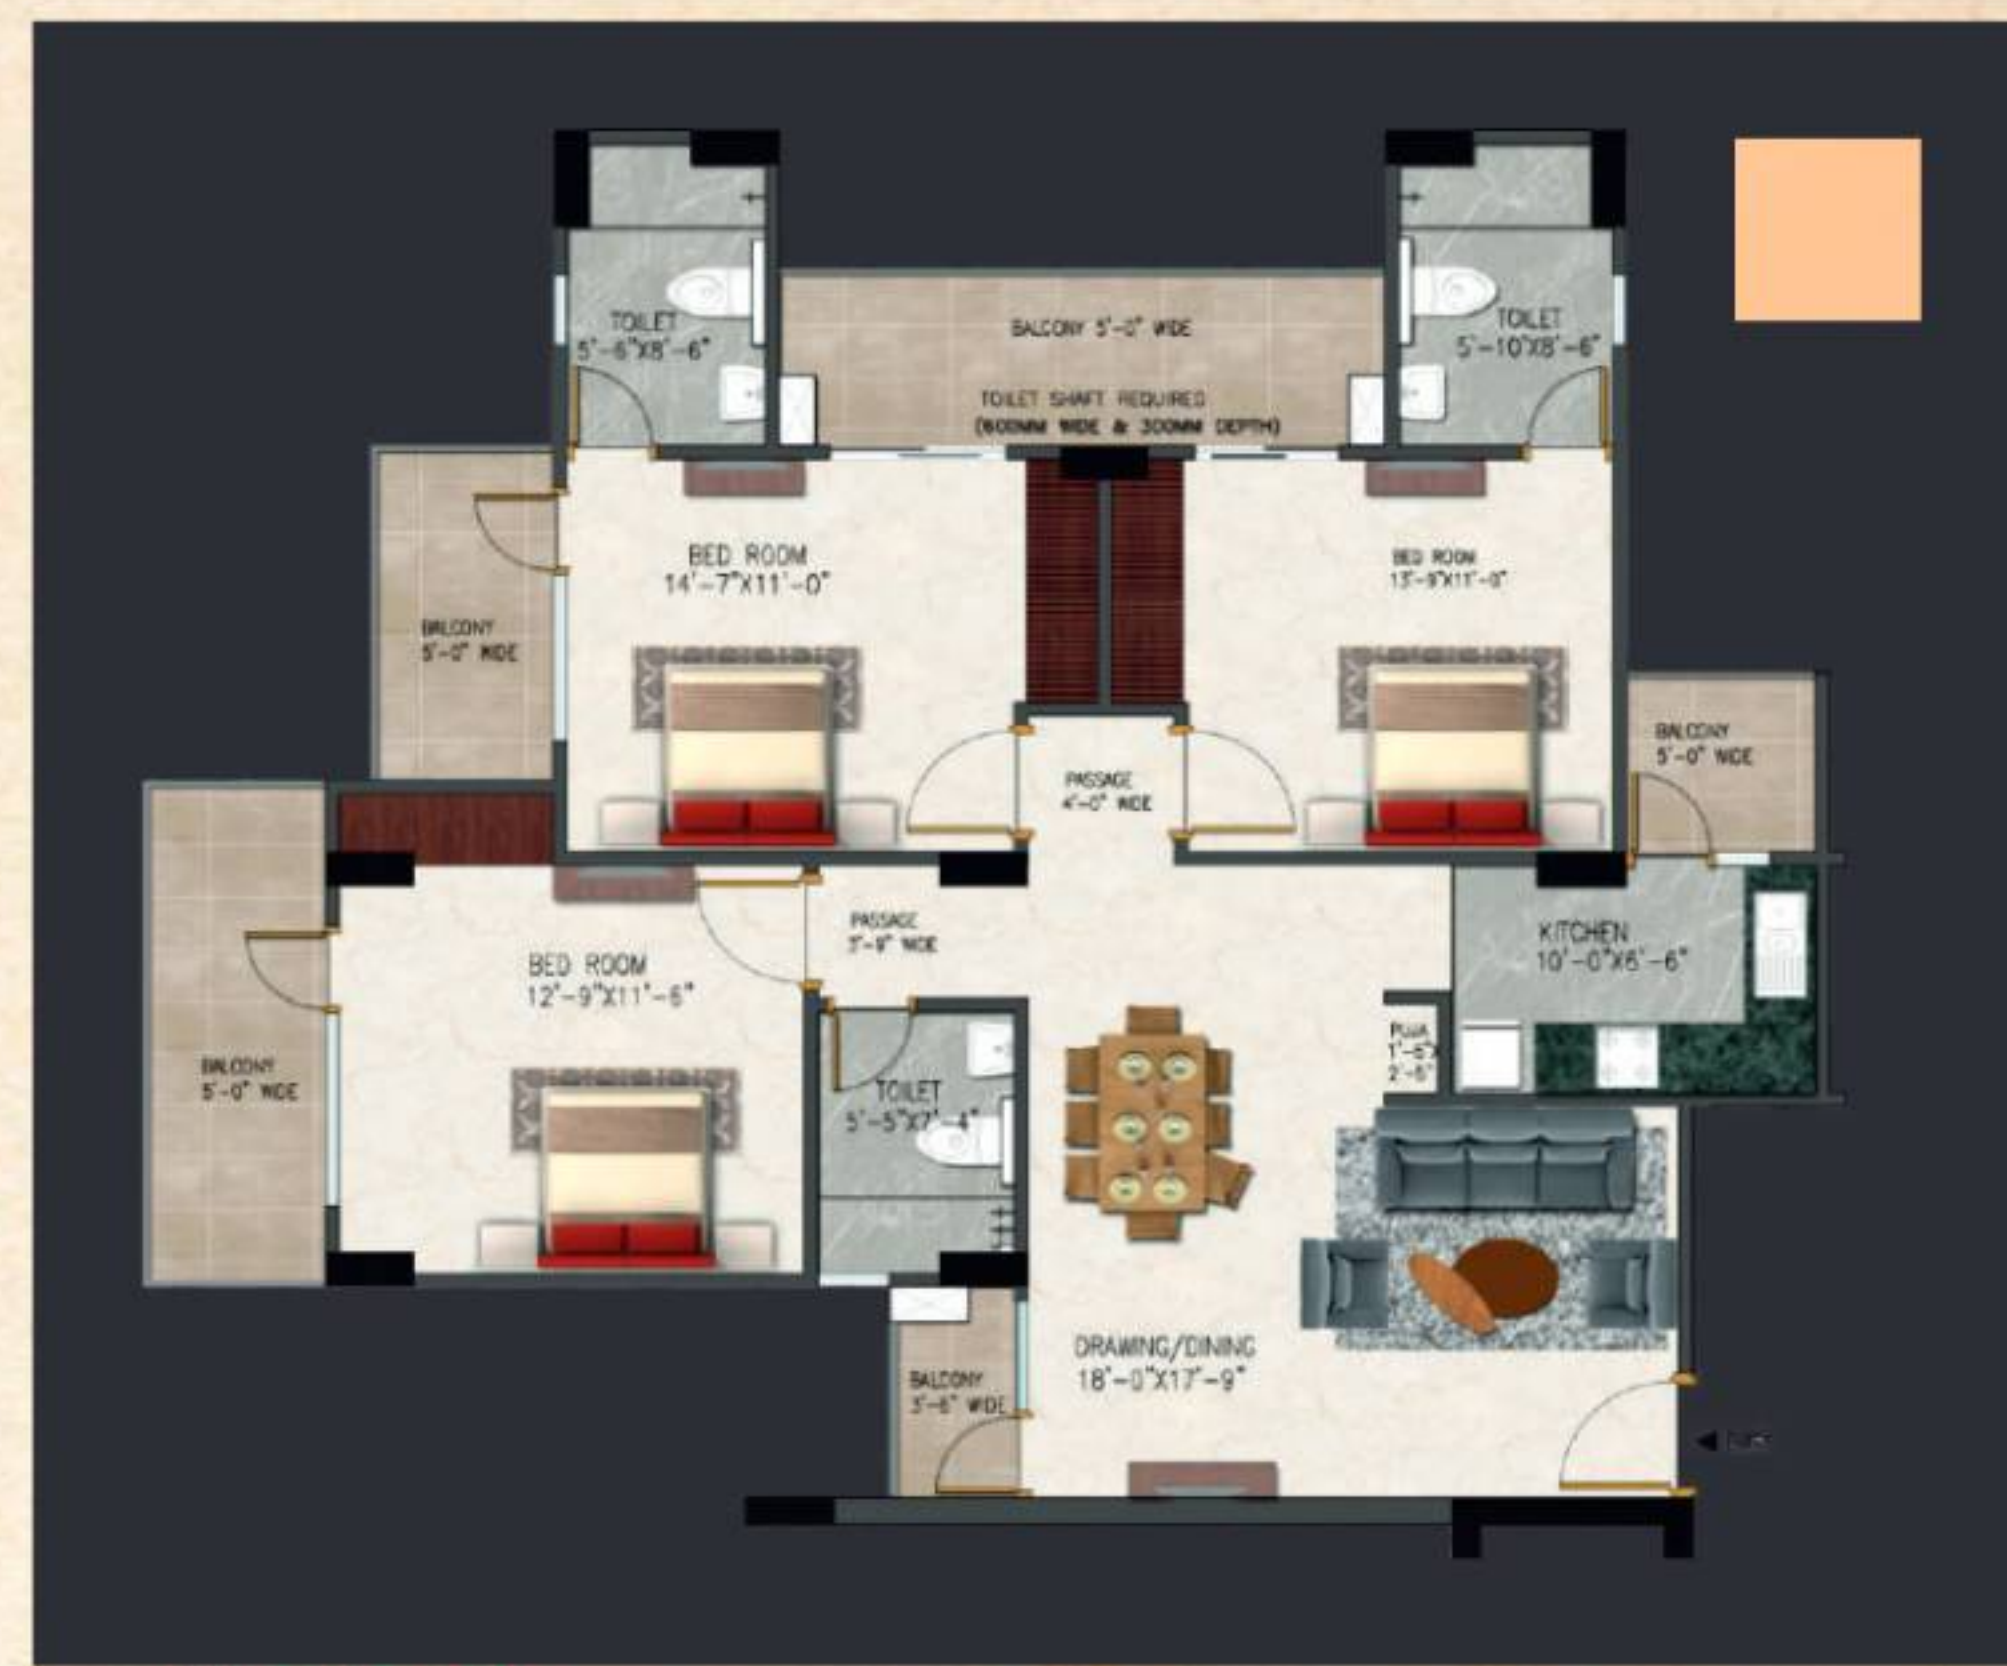 TOILET
5'-6"X8'-6"
BALCONY 5'-0" WIDE
TOILET SHAFT REQUIRED
(600MM WIDE & 300MM DEPTH)
TOILET
5'-10"X8'-6"
BED ROOM
14'-7"X11'-0"
BED ROOM
13'-9"X11'-0"
BALCONY
5'-0" WIDE
BALCONY
5'-0" WIDE
PASSAGE
4'-0" WIDE
PASSAGE
3'-9" WIDE
KITCHEN
10'-0"X6'-6"
BED ROOM
12'-9"X11'-6"
PUJA
1'-6"X
2'-6"
BALCONY
5'-0" WIDE
TOILET
5'-5"X7'-4"
DRAWING/DINING
18'-0"X17'-9"
BALCONY
3'-6" WIDE